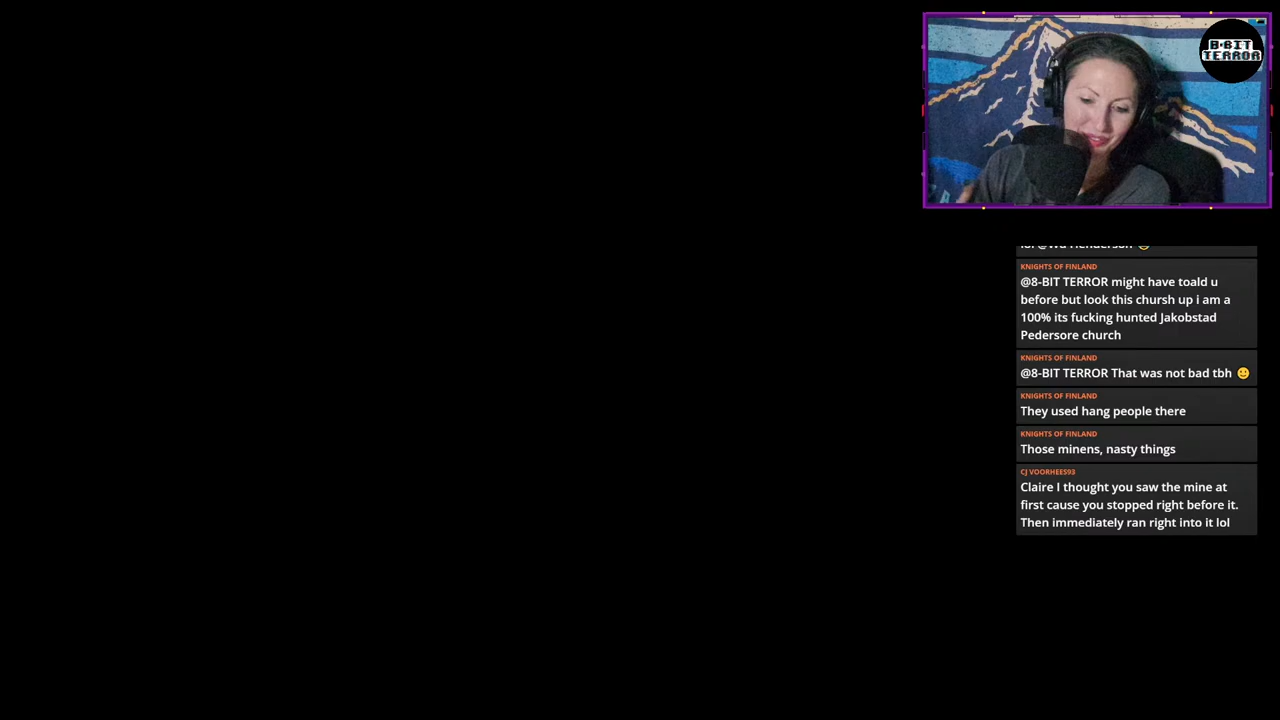 8-BIT
TERROR
KNIGHTS OF FINLAND
@8-BIT TERROR might have toald u
before but look this chursh up i am a
100% its fucking hunted Jakobstad
Pedersore church
KNIGHTS OF FINLAND
@8-BIT TERROR That was not bad tbh 🙂
KNIGHTS OF FINLAND
They used hang people there
KNIGHTS OF FINLAND
Those minens, nasty things
CJ VOORHEES93
Claire I thought you saw the mine at
first cause you stopped right before it.
Then immediately ran right into it lol